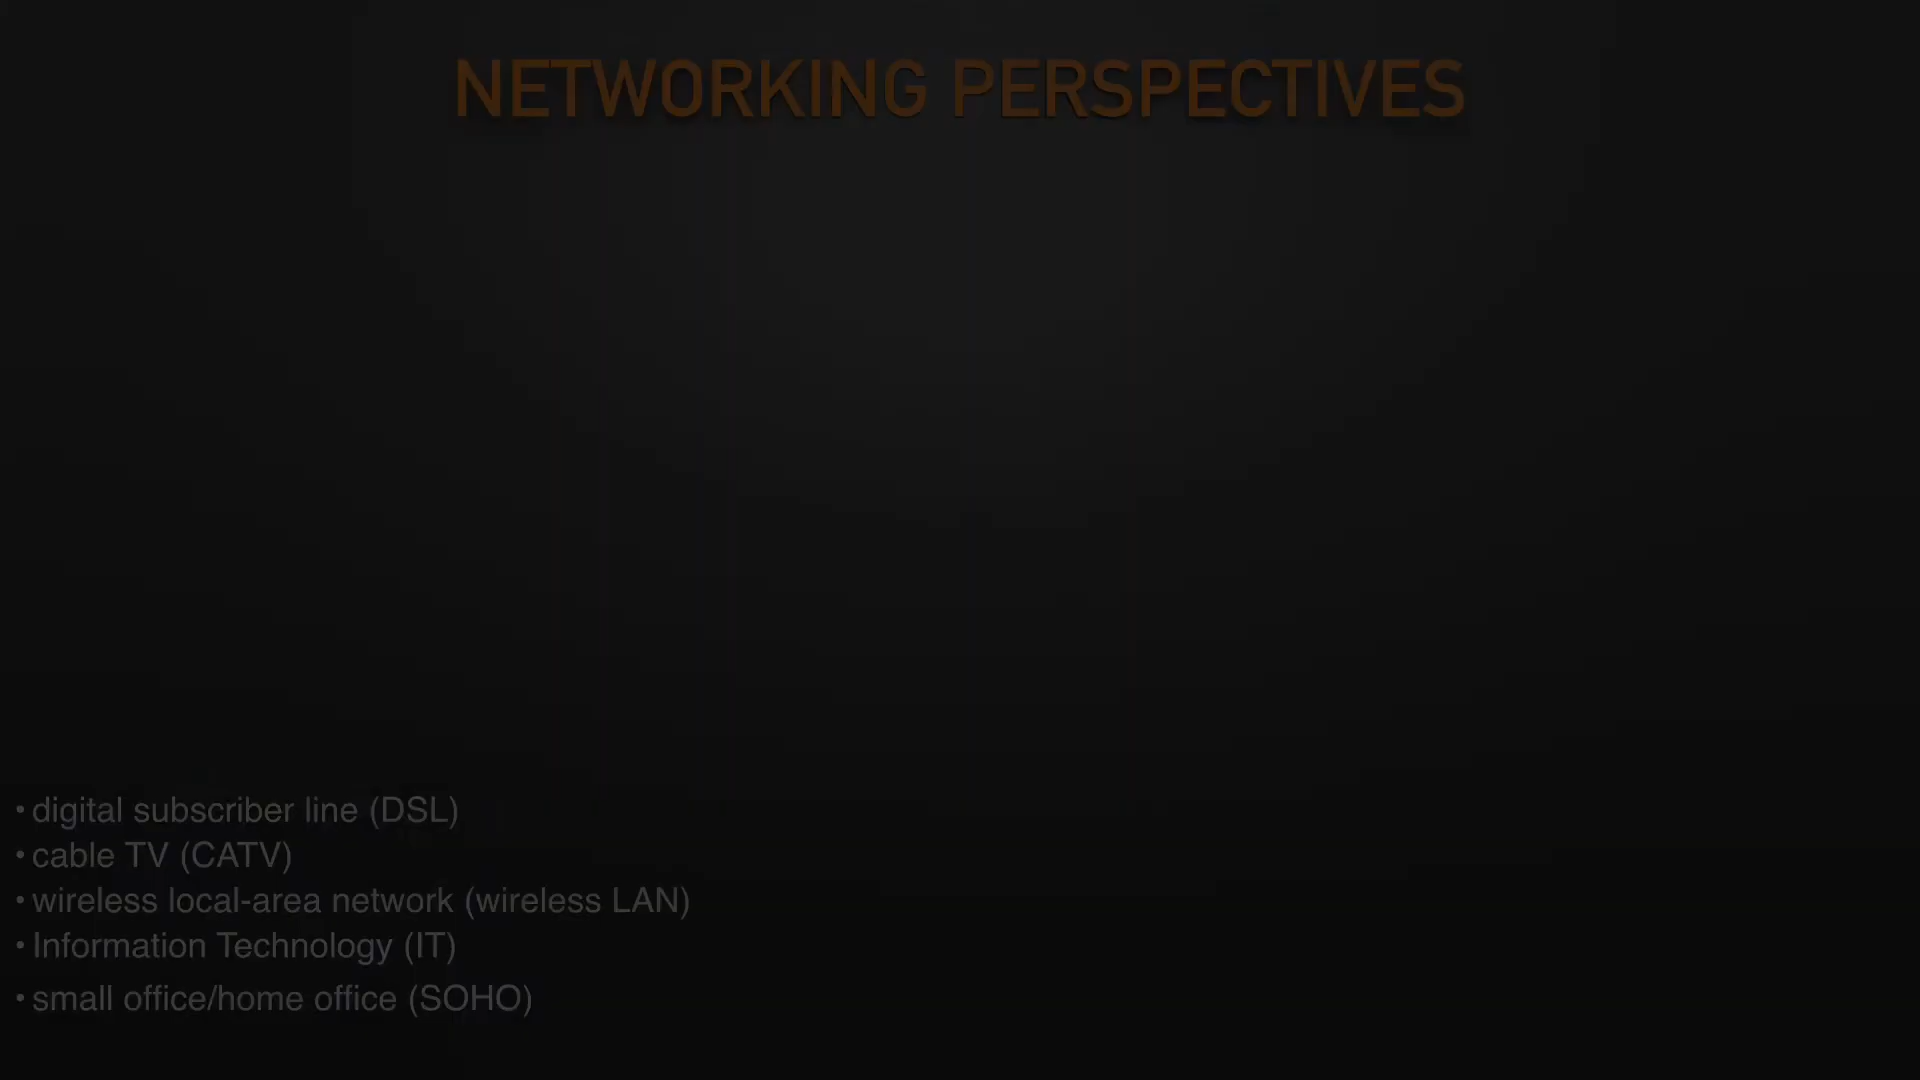 NETWORKING PERSPECTIVES
• digital subscriber line (DSL)
• cable TV (CATV)
• wireless local-area network (wireless LAN)
• Information Technology (IT)
• small office/home office (SOHO)